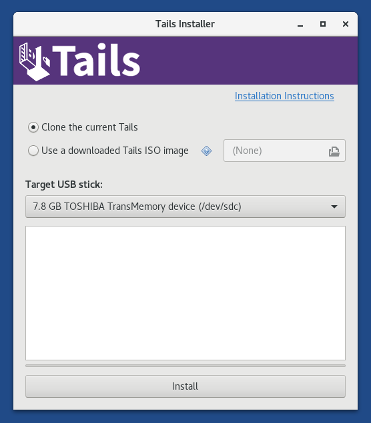 Tails Installer
Tails
Installation Instructions
Clone the current Tails
Use a downloaded Tails ISO image
(None)
Target USB stick:
7.8 GB TOSHIBA TransMemory device (/dev/sdc)
Install